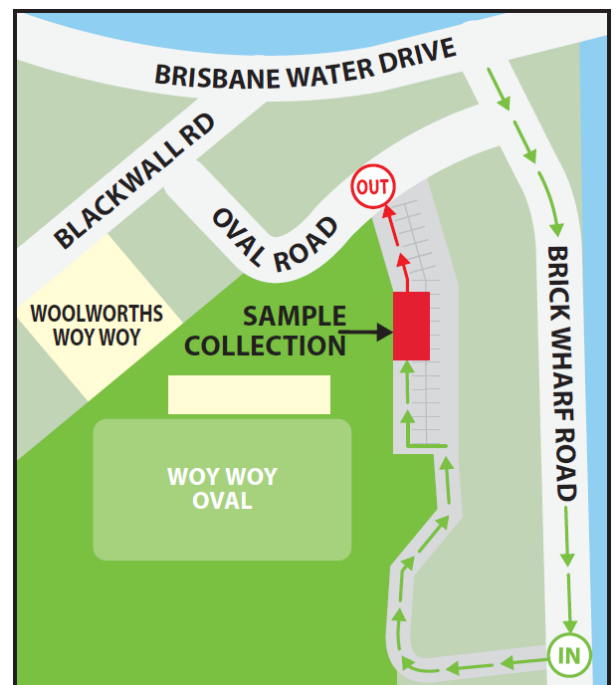 BRISBANE WATER DRIVE
BLACKWALL RD
OUT
OVAL ROAD
WOOLWORTHS
WOY WOY
SAMPLE
COLLECTION
BRICK WHARF ROAD
WOY WOY
OVAL
IN